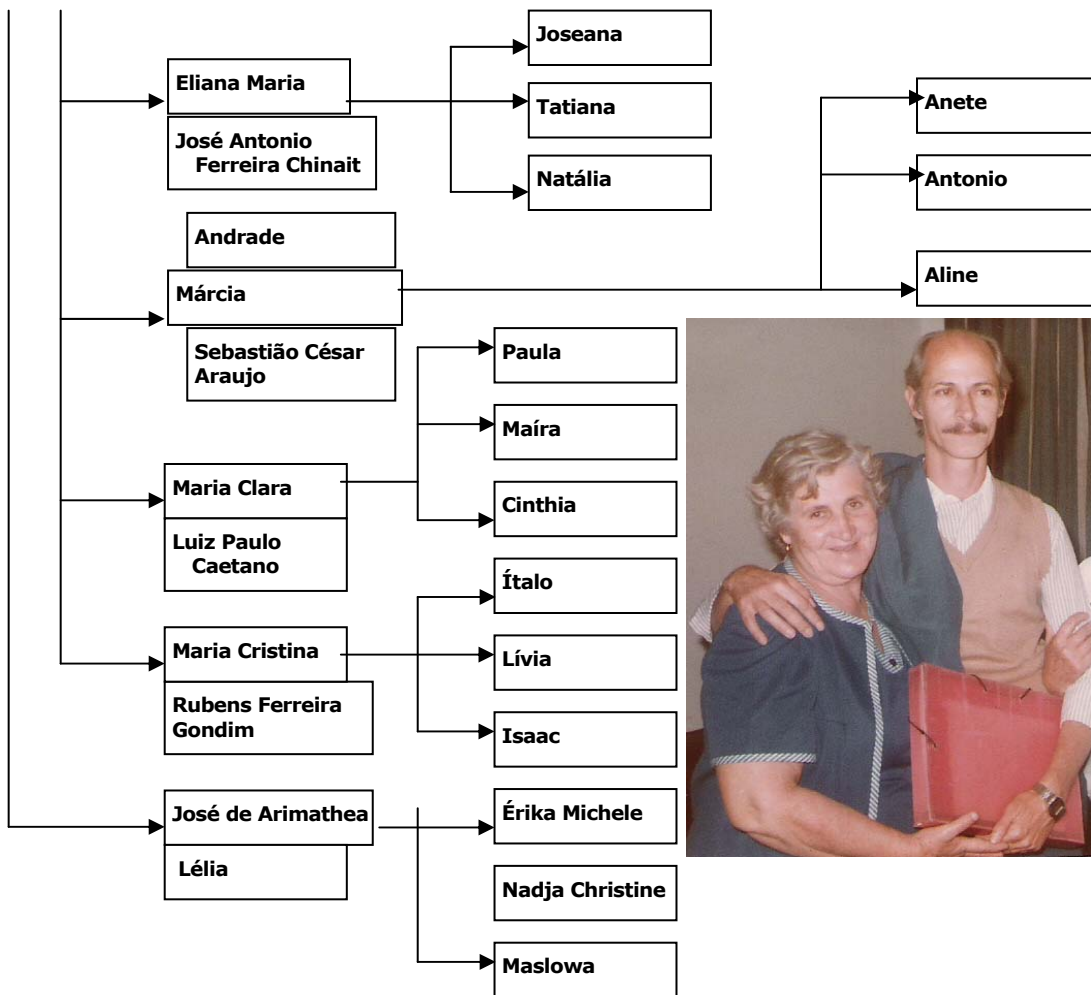 Joseana
Eliana Maria
Tatiana
Anete
José Antonio
Ferreira Chinait
Natália
Antonio
Andrade
Márcia
Aline
Sebastião César
Araujo
Paula
Maíra
Maria Clara
Cinthia
Luiz Paulo
Caetano
Ítalo
Maria Cristina
Lívia
Rubens Ferreira
Gondim
Isaac
José de Arimathea
Érika Michele
Lélia
Nadja Christine
Maslowa